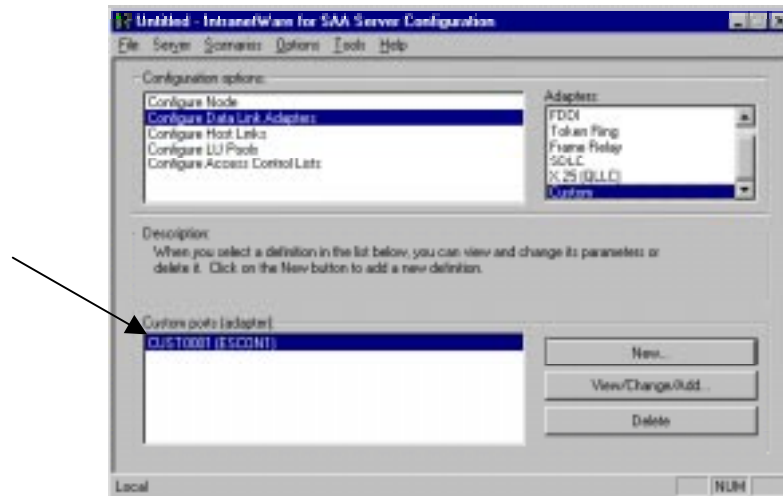 Untitled - IntranetWare for SAA Server Configuration
File Server Scenarios Options Tools Help
Configuration options:
Configure Node
Configure Data Link Adapters
Configure Host Links
Configure LU Pools
Configure Access Control Lists
Adapters:
FDDI
Token Ring
Frame Relay
SDLC
X.25 (QLLC)
Custom
Description:
When you select a definition in the list below, you can view and change its parameters or
delete it. Click on the New button to add a new definition.
Custom ports (adapter):
CUST0001 (ESCON1)
New...
View/Change/Add...
Delete
Local
NUM